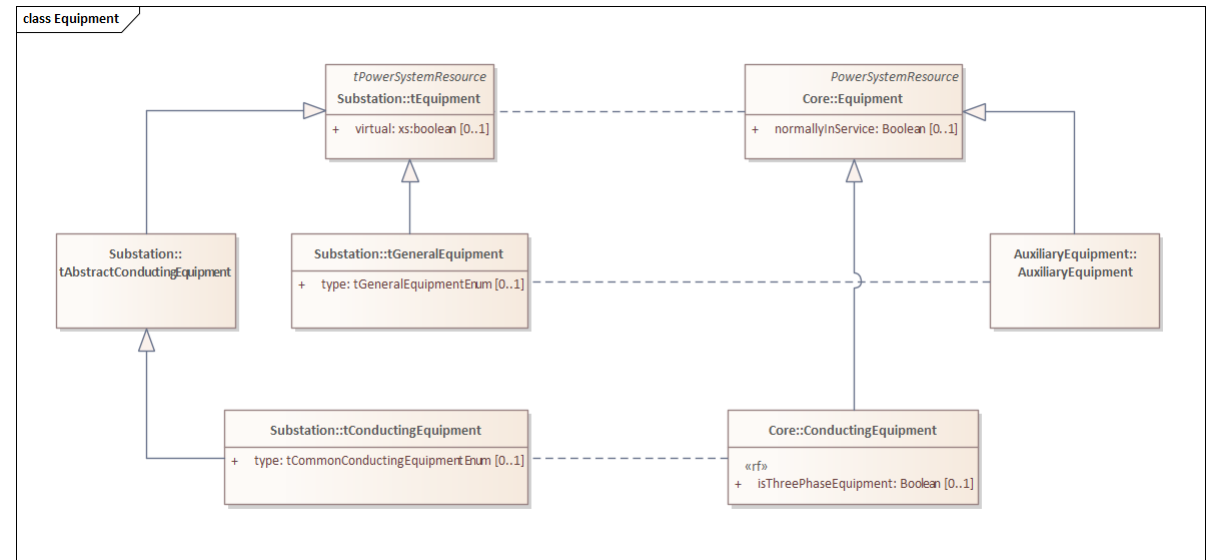 class Equipment
tPowerSystemResource
Substation::tEquipment
+ virtual: xs:boolean [0..1]
PowerSystemResource
Core::Equipment
+ normallyInService: Boolean [0..1]
Substation::
tAbstractConductingEquipment
Substation::tGeneralEquipment
+ type: tGeneralEquipmentEnum [0..1]
AuxiliaryEquipment::
AuxiliaryEquipment
Substation::tConductingEquipment
+ type: tCommonConductingEquipmentEnum [0..1]
Core::ConductingEquipment
«rf»
+ isThreePhaseEquipment: Boolean [0..1]